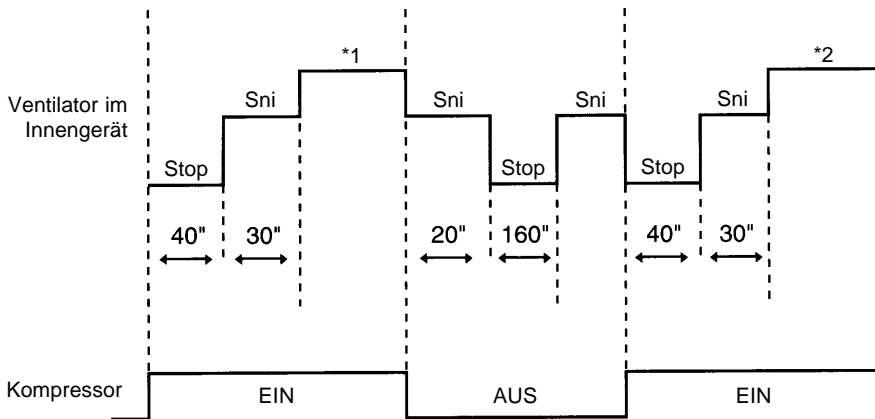 *1
*2
Ventilator im
Innengerät
Sni
Sni
Sni
Sni
Stop
Stop
Stop
40"
30"
20"
160"
40"
30"
Kompressor
EIN
AUS
EIN